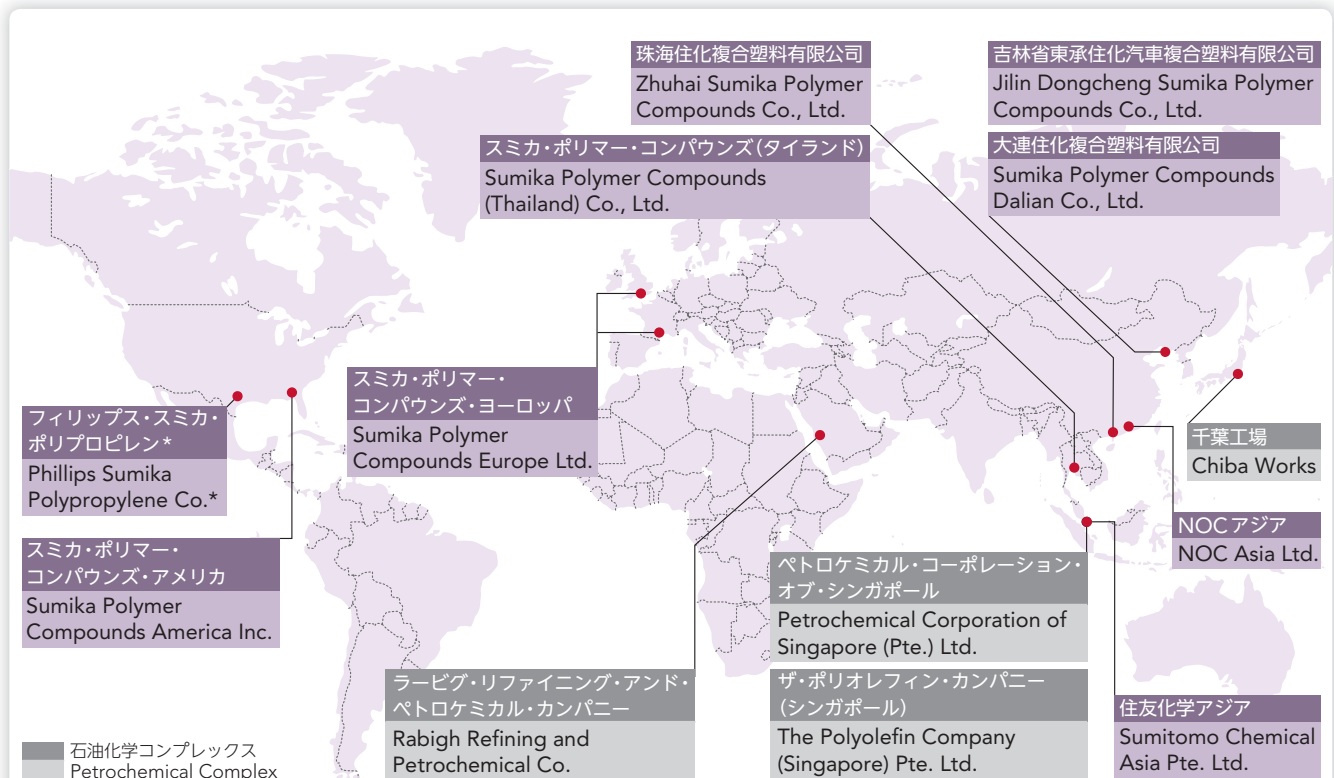 珠海住化複合塑料有限公司
Zhuhai Sumika Polymer
Compounds Co., Ltd.
吉林省東承住化汽車複合塑料有限公司
Jilin Dongcheng Sumika Polymer
Compounds Co., Ltd.
スミカ・ポリマー・コンパウンズ(タイランド)
Sumika Polymer Compounds
(Thailand) Co., Ltd.
大連住化複合塑料有限公司
Sumika Polymer Compounds
Dalian Co., Ltd.
スミカ・ポリマー・
コンパウンズ・ヨーロッパ
Sumika Polymer
Compounds Europe Ltd.
フィリップス・スミカ・
ポリプロピレン*
Phillips Sumika
Polypropylene Co.*
千葉工場
Chiba Works
NOCアジア
NOC Asia Ltd.
スミカ・ポリマー・
コンパウンズ・アメリカ
Sumika Polymer
Compounds America Inc.
ペトロケミカル・コーポレーション・
オブ・シンガポール
Petrochemical Corporation of
Singapore (Pte.) Ltd.
ラービグ・リファイニング・アンド・
ペトロケミカル・カンパニー
Rabigh Refining and
Petrochemical Co.
ザ・ポリオレフィン・カンパニー
(シンガポール)
The Polyolefin Company
(Singapore) Pte. Ltd.
住友化学アジア
Sumitomo Chemical
Asia Pte. Ltd.
石油化学コンプレックス
Petrochemical Complex